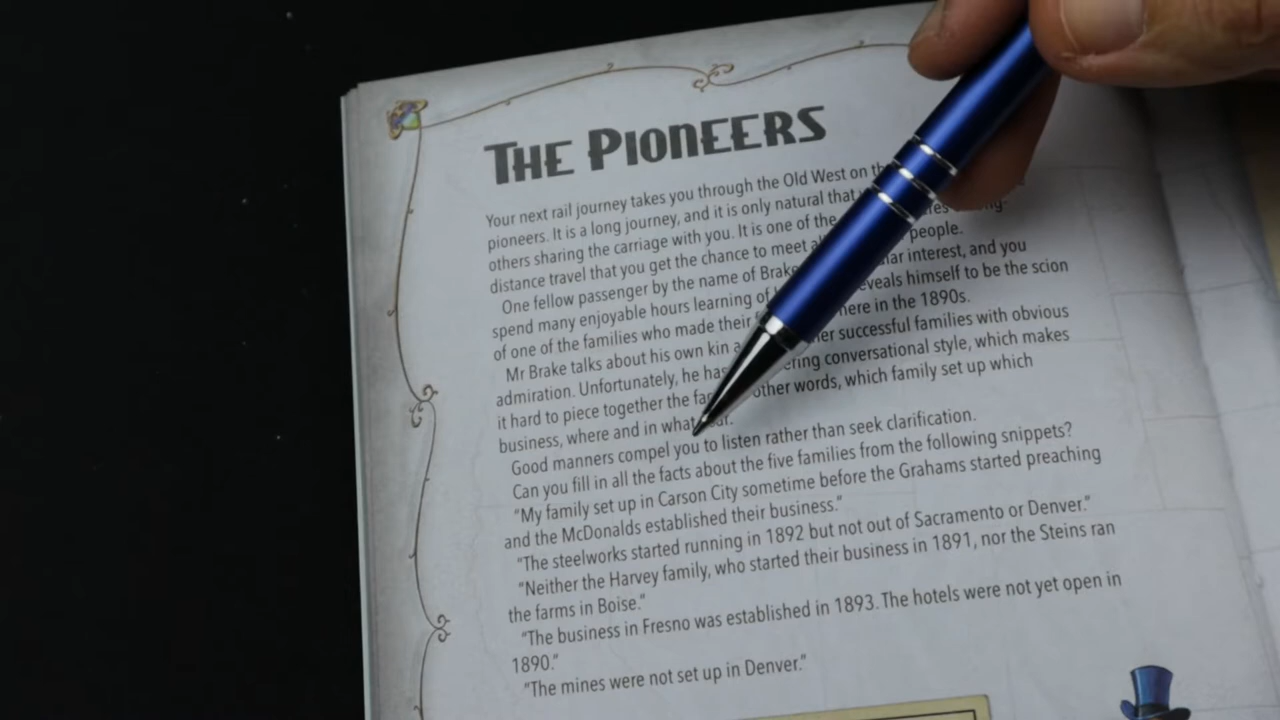 THE PIONEERS
Your next rail journey takes you through the Old West on
pioneers. It is a long journey, and it is only natural that
others sharing the carriage with you. It is one of the
distance travel that you get the chance to meet people.
One fellow passenger by the name of Brake interest, and you
spend many enjoyable hours learning of reveals himself to be the scion
of one of the families who made their here in the 1890s.
Mr Brake talks about his own kin successful families with obvious
admiration. Unfortunately, he has conversational style, which makes
it hard to piece together the other words, which family set up which
business, where and in what
Good manners compel you to listen rather than seek clarification.
Can you fill in all the facts about the five families from the following snippets?
"My family set up in Carson City sometime before the Grahams started preaching
and the McDonalds established their business."
"The steelworks started running in 1892 but not out of Sacramento or Denver."
"Neither the Harvey family, who started their business in 1891, nor the Steins ran
the farms in Boise."
"The business in Fresno was established in 1893. The hotels were not yet open in
1890."
"The mines were not set up in Denver."